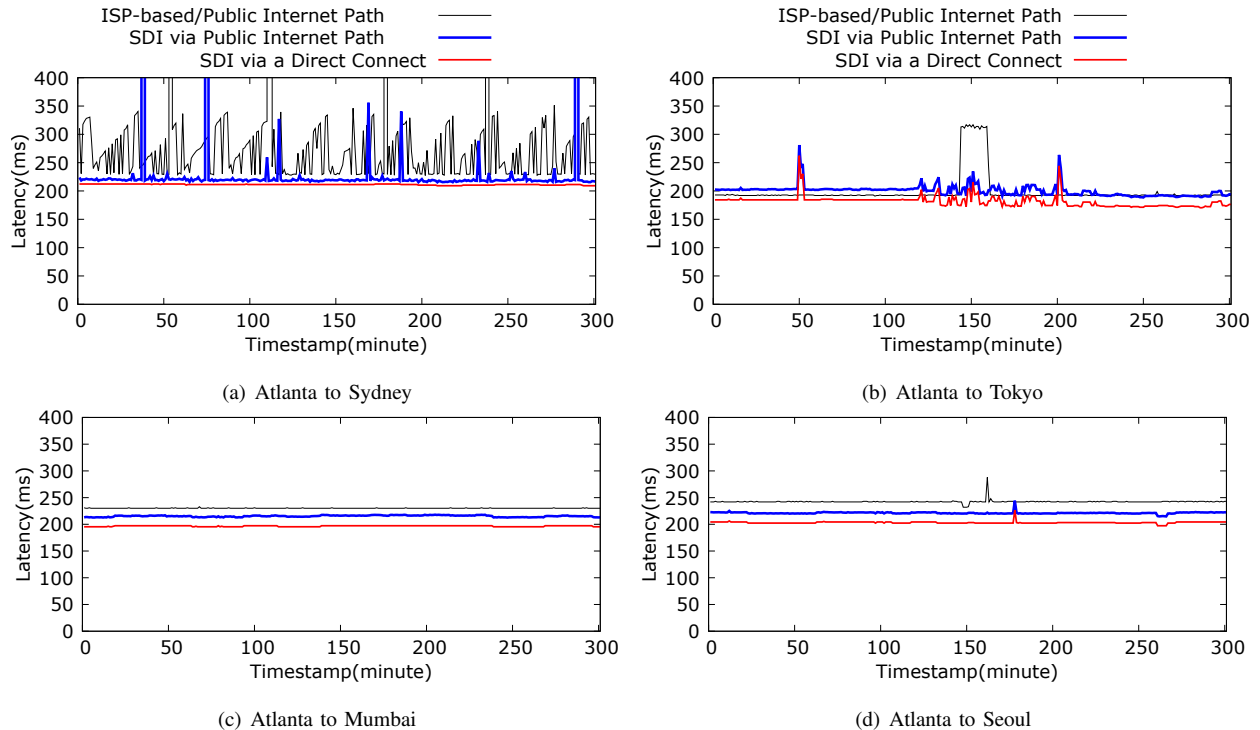 ISP-based/Public Internet Path
SDI via Public Internet Path
SDI via a Direct Connect
400
350
300
250
200
150
100
50
0
Latency(ms)
0 50 100 150 200 250 300
Timestamp(minute)
(a) Atlanta to Sydney
ISP-based/Public Internet Path
SDI via Public Internet Path
SDI via a Direct Connect
400
350
300
250
200
150
100
50
0
Latency(ms)
0 50 100 150 200 250 300
Timestamp(minute)
(b) Atlanta to Tokyo
400
350
300
250
200
150
100
50
0
Latency(ms)
0 50 100 150 200 250 300
Timestamp(minute)
(c) Atlanta to Mumbai
400
350
300
250
200
150
100
50
0
Latency(ms)
0 50 100 150 200 250 300
Timestamp(minute)
(d) Atlanta to Seoul